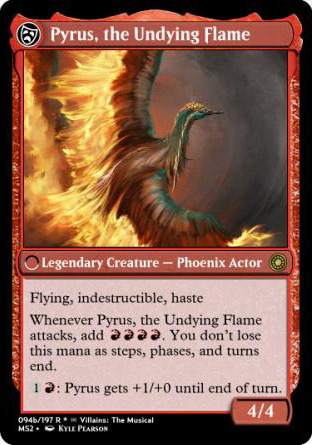 Pyrus, the Undying Flame
Legendary Creature — Phoenix Actor
Flying, indestructible, haste
Whenever Pyrus, the Undying Flame
attacks, add. You don't lose
this mana as steps, phases, and turns
end.
1 : Pyrus gets +1/+0 until end of turn.
094b/197 R * ∞ Villains: The Musical
MS2 • Kyle Pearson
4/4